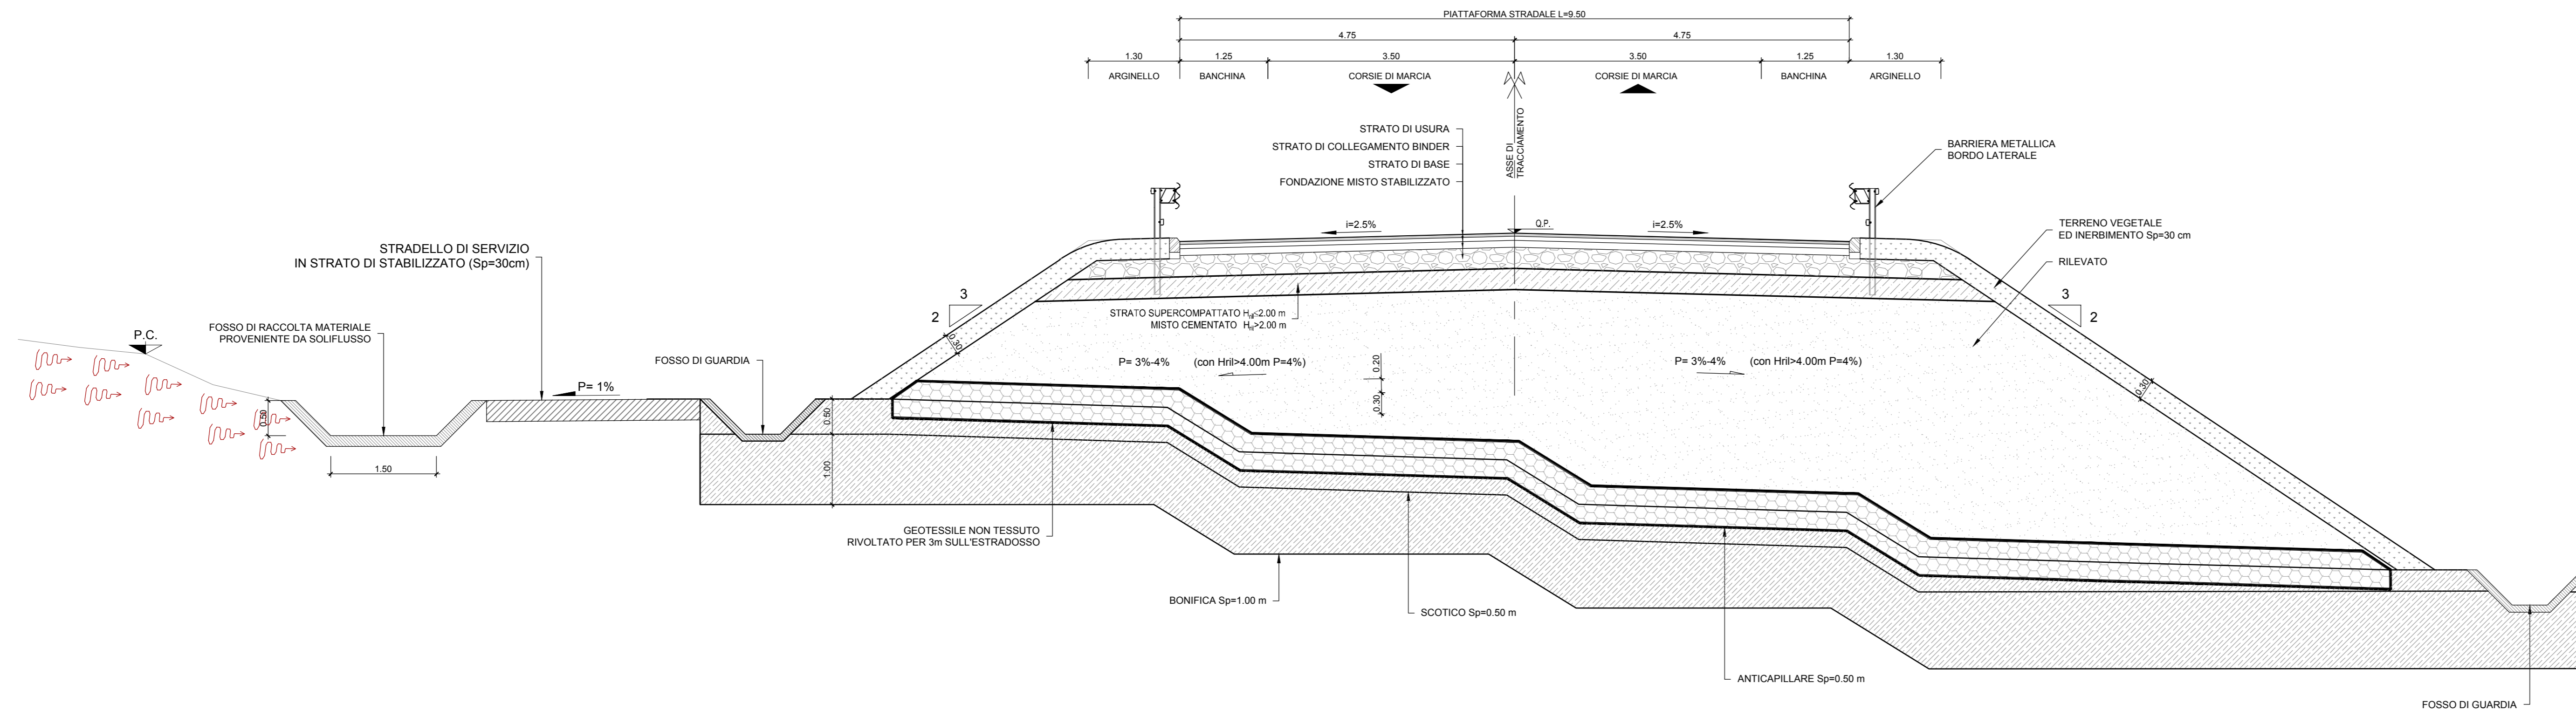 PIATTAFORMA STRADALE L=9.50
4.75
4.75
1.30
1.25
3.50
3.50
1.25
1.30
ARGINELLO
BANCHINA
CORSIE DI MARCIA
CORSIE DI MARCIA
BANCHINA
ARGINELLO
ASSE DI
TRACCIAMENTO
STRATO DI USURA
STRATO DI COLLEGAMENTO BINDER
STRATO DI BASE
FONDAZIONE MISTO STABILIZZATO
BARRIERA METALLICA
BORDO LATERALE
i=2.5%
Q.P.
i=2.5%
TERRENO VEGETALE
ED INERBIMENTO Sp=30 cm
RILEVATO
STRADELLO DI SERVIZIO
IN STRATO DI STABILIZZATO (Sp=30cm)
3
2
3
2
STRATO SUPERCOMPATTATO Hril≤2.00 m
MISTO CEMENTATO Hril>2.00 m
P.C.
FOSSO DI RACCOLTA MATERIALE
PROVENIENTE DA SOLIFLUSSO
FOSSO DI GUARDIA
0.30
P= 3%-4% (con Hril>4.00m P=4%)
0.20
0.30
P= 3%-4% (con Hril>4.00m P=4%)
0.30
P= 1%
0.50
0.50
1.00
1.50
GEOTESSILE NON TESSUTO
RIVOLTATO PER 3m SULL'ESTRADOSSO
BONIFICA Sp=1.00 m
SCOTICO Sp=0.50 m
ANTICAPILLARE Sp=0.50 m
FOSSO DI GUARDIA